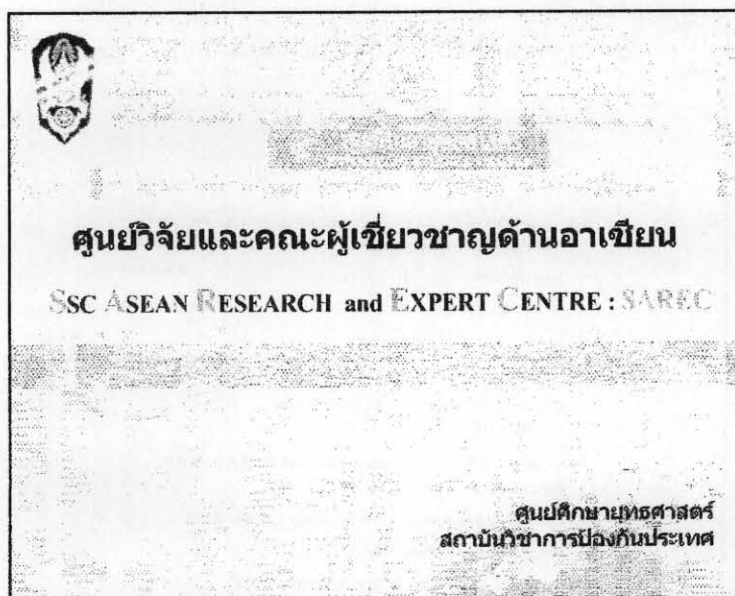 ศูนย์วิจัยและคณะผู้เชี่ยวชาญด้านอาเซียน
SSC ASEAN RESEARCH and EXPERT CENTRE : SAREC
ศูนย์ศึกษายุทธศาสตร์
สถาบันวิชาการป้องกันประเทศ